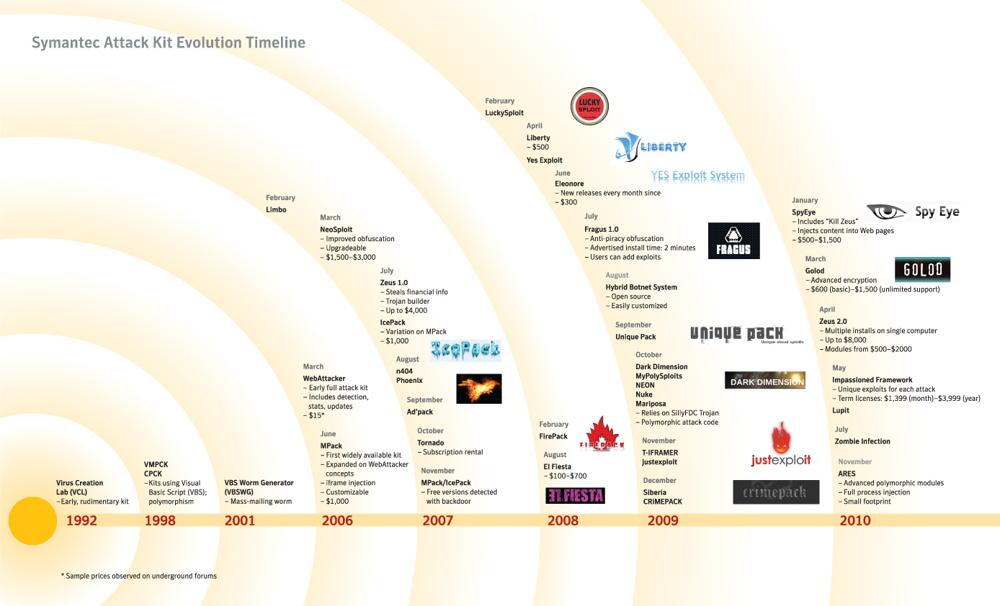 Symantec Attack Kit Evolution Timeline
Virus Creation
Lab (VCL)
– Early, rudimentary kit
1992
VMPCK
CPCK
– Kits using Visual
Basic Script (VBS);
polymorphism
1998
VBS Worm Generator
(VBSWG)
– Mass-mailing worm
2001
March
WebAttacker
– Early full attack kit
– Includes detection,
stats, updates
– $15*
June
MPack
– First widely available kit
– Expanded on WebAttacker
concepts
– iframe injection
– Customizable
– $1,000
2006
February
Limbo
March
NeoSploit
– Improved obfuscation
– Upgradeable
– $1,500–$3,000
July
Zeus 1.0
– Steals financial info
– Trojan builder
– Up to $4,000
IcePack
– Variation on MPack
– $1,000
IcePack
August
n404
Phoenix
September
Ad'pack
October
Tornado
– Subscription rental
November
MPack/IcePack
– Free versions detected
with backdoor
2007
February
FirePack
FIREPACK
August
El Fiesta
– $100–$700
EL FIESTA
2008
February
LuckySploit
LUCKY
SPLOIT
April
Liberty
– $500
LIBERTY
Yes Exploit
YES Exploit System
June
Eleonore
– New releases every month since
– $300
July
Fragus 1.0
– Anti-piracy obfuscation
– Advertised install time: 2 minutes
– Users can add exploits
FRAGUS
August
Hybrid Botnet System
– Open source
– Easily customized
September
Unique Pack
unique pack
Unique sheaf sploits
October
Dark Dimension
MyPolySploits
NEON
Nuke
Mariposa
– Relies on SillyFDC Trojan
– Polymorphic attack code
DARK DIMENSION
November
T-IFRAMER
justexploit
justexploit
December
Siberia
CRiMEPACK
crimepack
2009
January
SpyEye
– Includes “Kill Zeus”
– Injects content into Web pages
– $500–$1,500
Spy Eye
March
Golod
– Advanced encryption
– $600 (basic)–$1,500 (unlimited support)
GOLOD
April
Zeus 2.0
– Multiple installs on single computer
– Up to $8,000
– Modules from $500–$2000
May
Impassioned Framework
– Unique exploits for each attack
– Term licenses: $1,399 (month)–$3,999 (year)
Lupit
July
Zombie Infection
November
ARES
– Advanced polymorphic modules
– Full process injection
– Small footprint
2010
* Sample prices observed on underground forums